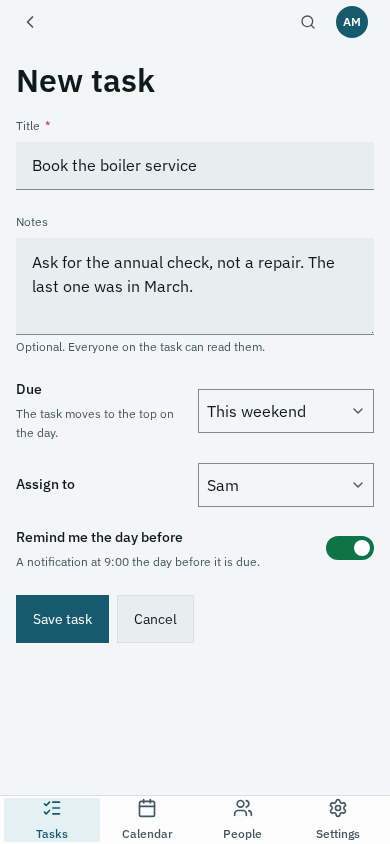 AM
New task
Title *
Book the boiler service
Notes
Ask for the annual check, not a repair. The
last one was in March.
Optional. Everyone on the task can read them.
Due
The task moves to the top on
the day.
This weekend
Assign to
Sam
Remind me the day before
A notification at 9:00 the day before it is due.
Save task
Cancel
Tasks
Calendar
People
Settings